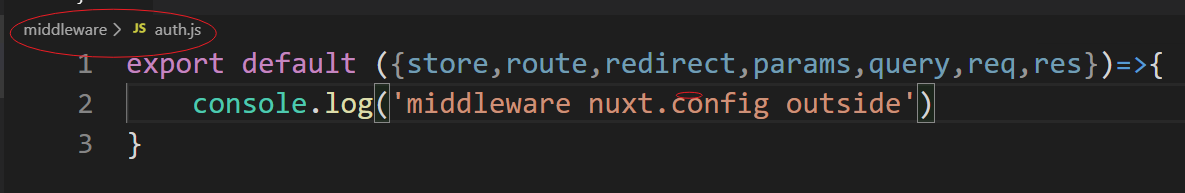 middleware > JS auth.js
1 export default ({store,route,redirect,params,query,req,res})=>{
2 console.log('middleware nuxt.config outside')
3 }